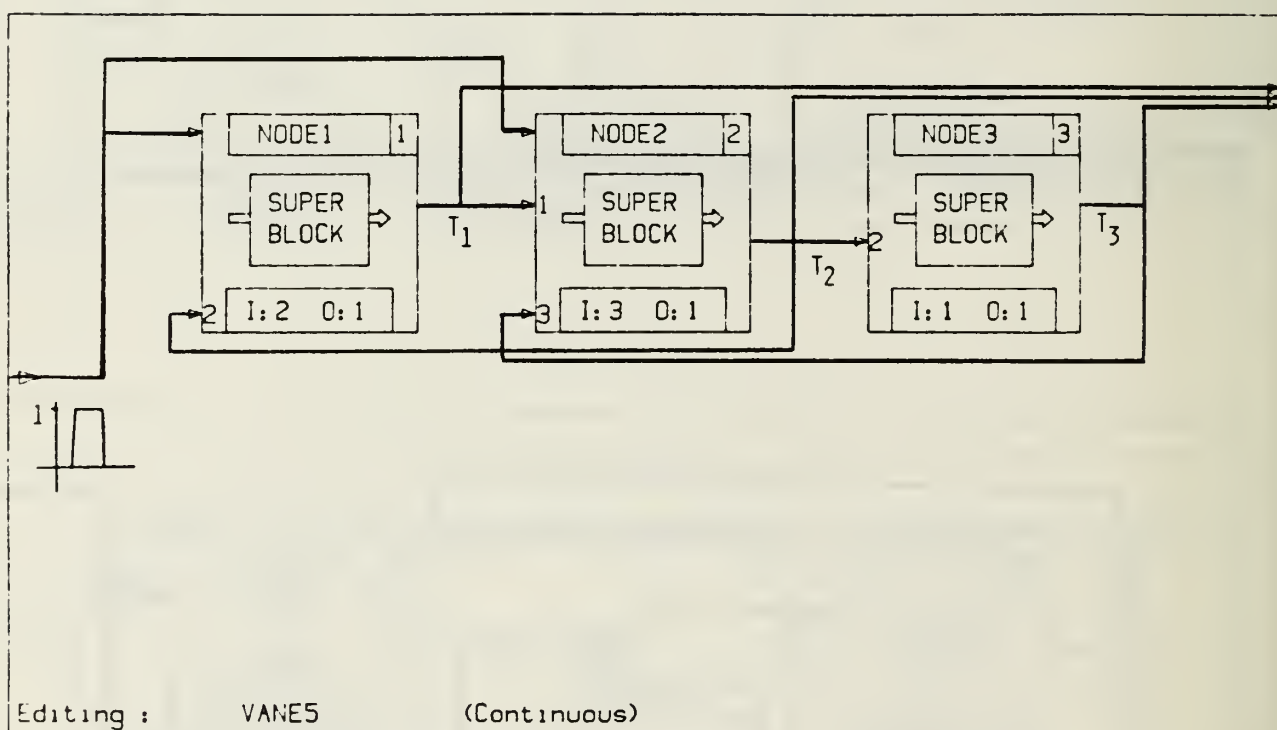 NODE1 1
NODE2 2
NODE3 3
SUPER
BLOCK
SUPER
BLOCK
SUPER
BLOCK
1
T1
T2
2
T3
2
I:2 O:1
3
I:3 O:1
I:1 O:1
1
Editing : VANE5 (Continuous)